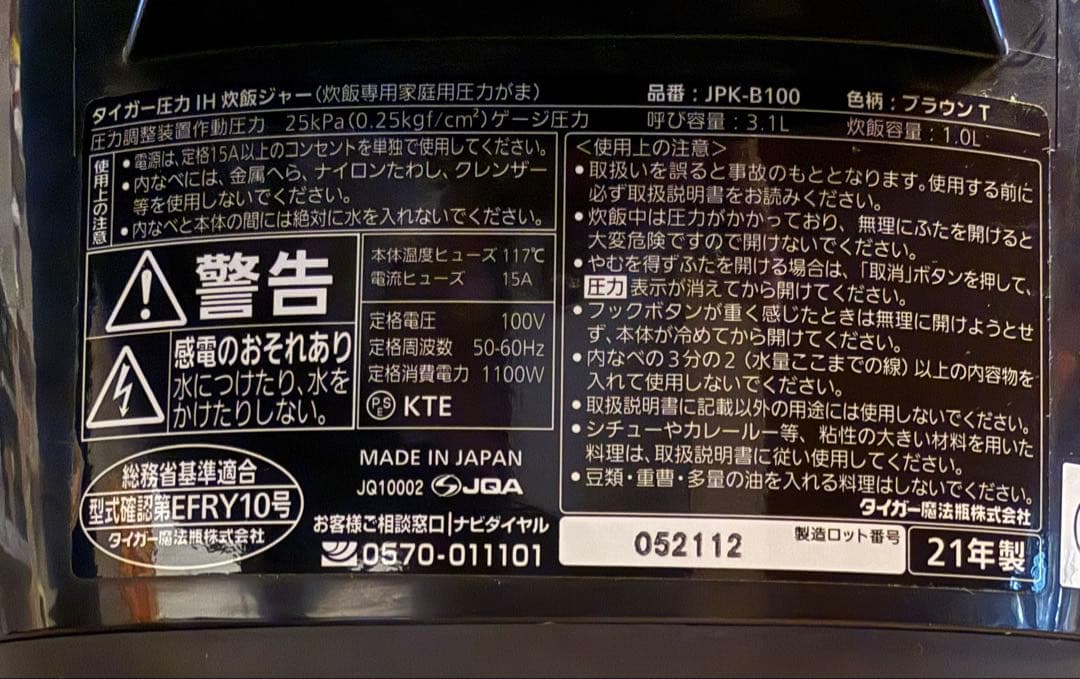 タイガー圧力IH炊飯ジャー(炊飯専用家庭用圧力がま) 品番:JPK-B100 色柄:ブラウンT
圧力調整装置作動圧力 25kPa(0.25kgf/cm²)ゲージ圧力 呼び容量:3.1L 炊飯容量:1.0L
使用上の注意
•電源は、定格15A以上のコンセントを単独で使用してください。
•内なべには、金属へら、ナイロンたわし、クレンザー
等を使用しないでください。
•内なべと本体の間には絶対に水を入れないでください。
警告
感電のおそれあり
水につけたり、水を
かけたりしない。
本体温度ヒューズ 117℃
電流ヒューズ 15A
定格電圧 100V
定格周波数 50-60Hz
定格消費電力 1100W
PSE KTE
<使用上の注意>
•取扱いを誤ると事故のもととなります。使用する前に
必ず取扱説明書をお読みください。
•炊飯中は圧力がかかっており、無理にふたを開けると
大変危険ですので開けないでください。
•やむを得ずふたを開ける場合は、「取消」ボタンを押して、
圧力 表示が消えてから開けてください。
•フックボタンが重く感じたときは無理に開けようとせ
ず、本体が冷めてから開けてください。
•内なべの3分の2(水量ここまでの線)以上の内容物を
入れて使用しないでください。
•取扱説明書に記載以外の用途には使用しないでください。
•シチューやカレールー等、粘性の大きい材料を用いた
料理は、取扱説明書に従い使用してください。
•豆類・重曹・多量の油を入れる料理はしないでください。
タイガー魔法瓶株式会社
総務省基準適合
型式確認第EFRY10号
タイガー魔法瓶株式会社
MADE IN JAPAN
JQ10002 JQA
お客様ご相談窓口|ナビダイヤル
0570-011101
052112 製造ロット番号
21年製